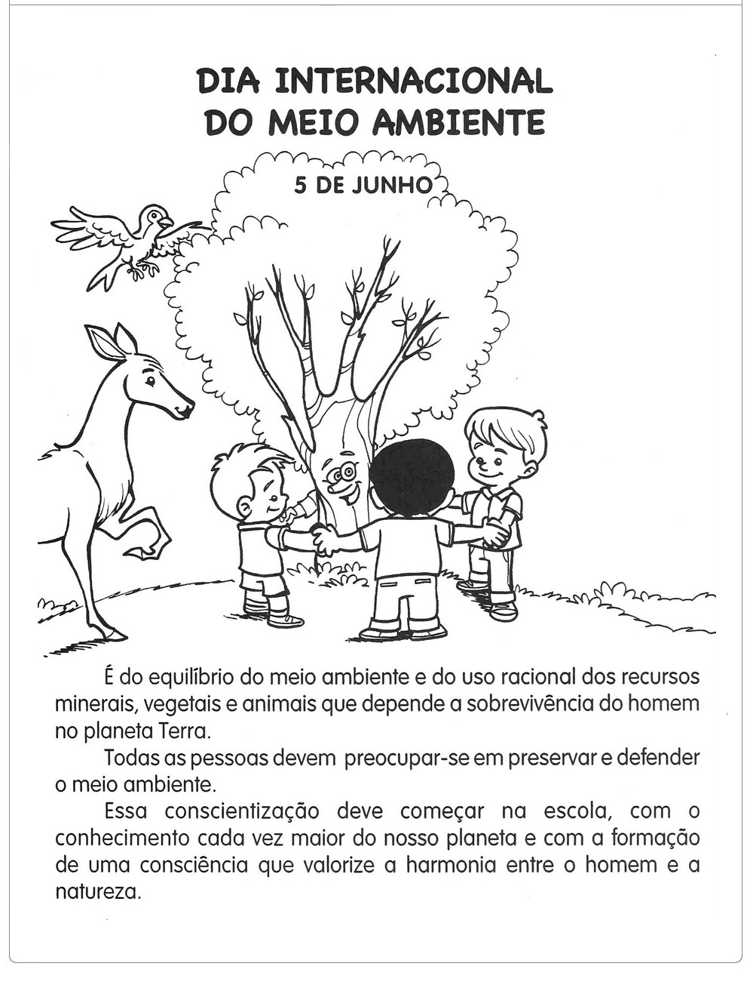 DIA INTERNACIONAL
DO MEIO AMBIENTE
5 DE JUNHO
É do equilíbrio do meio ambiente e do uso racional dos recursos
minerais, vegetais e animais que depende a sobrevivência do homem
no planeta Terra.
Todas as pessoas devem preocupar-se em preservar e defender
o meio ambiente.
Essa conscientização deve começar na escola, com o
conhecimento cada vez maior do nosso planeta e com a formação
de uma consciência que valorize a harmonia entre o homem e a
natureza.